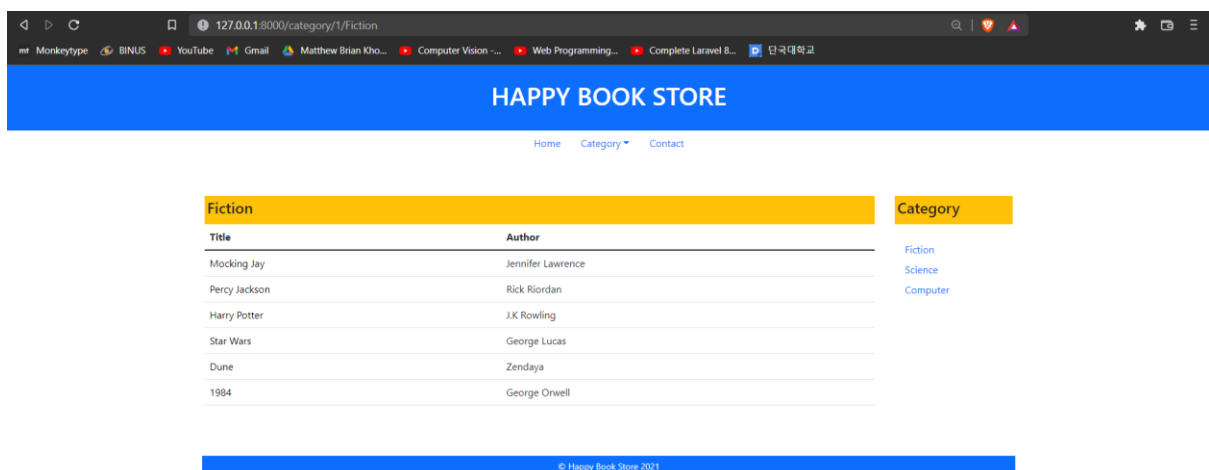 127.0.0.1:8000/category/1/Fiction
mt Monkeytype BINUS YouTube Gmail Matthew Brian Kho... Computer Vision -... Web Programming... Complete Laravel 8... D 단국대학교
HAPPY BOOK STORE
Home Category Contact
Fiction Category
Title Author
Mocking Jay Jennifer Lawrence
Percy Jackson Rick Riordan
Harry Potter J.K Rowling
Star Wars George Lucas
Dune Zendaya
1984 George Orwell
Fiction
Science
Computer
© Happy Book Store 2021